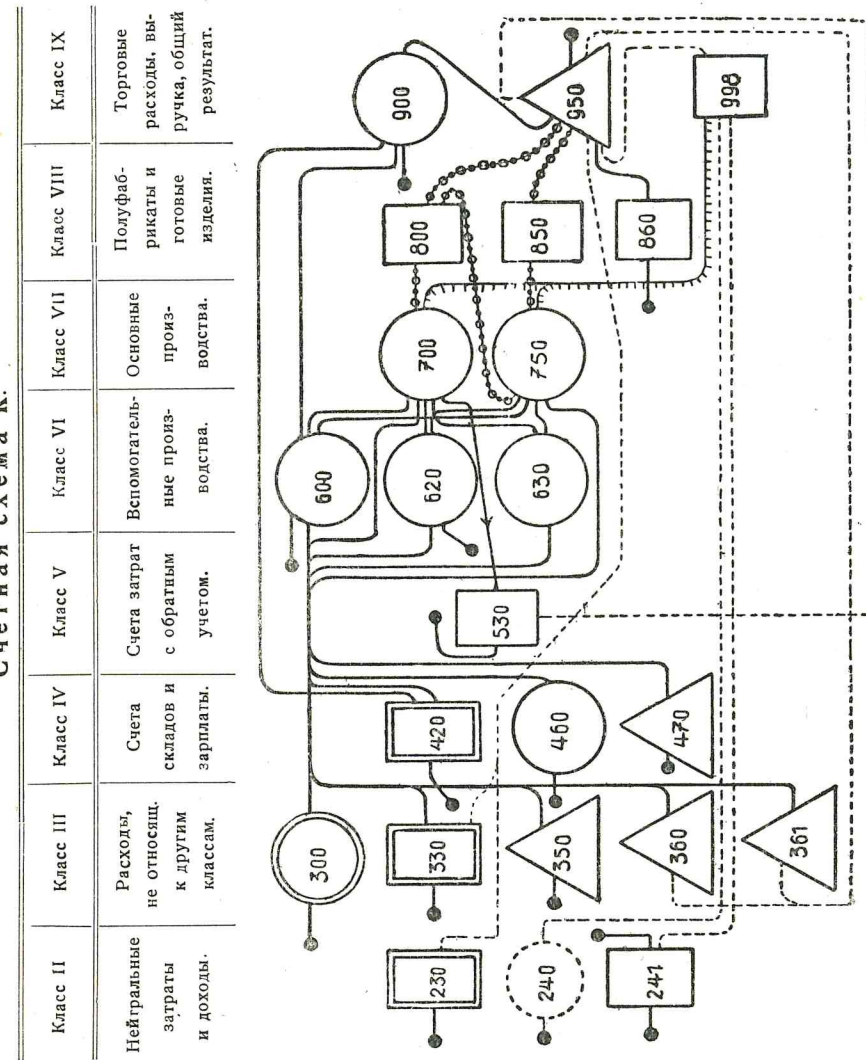 Счетная схема К.
Класс II
Класс III
Класс IV
Класс V
Класс VI
Класс VII
Класс VIII
Класс IX
Нейтральные
затраты
и доходы.
Расходы,
не относящ.
к другим
классам.
Счета
складов и
зарплаты.
Счета затрат
с обратным
учетом.
Вспомогатель-
ные произ-
водства.
Основные
произ-
водства.
Полуфаб-
рикаты и
готовые
изделия.
Торговые
расходы, вы-
ручка, общий
результат.
300
600
900
230
330
420
620
700
800
950
240
350
460
530
630
750
850
241
360
470
860
998
361